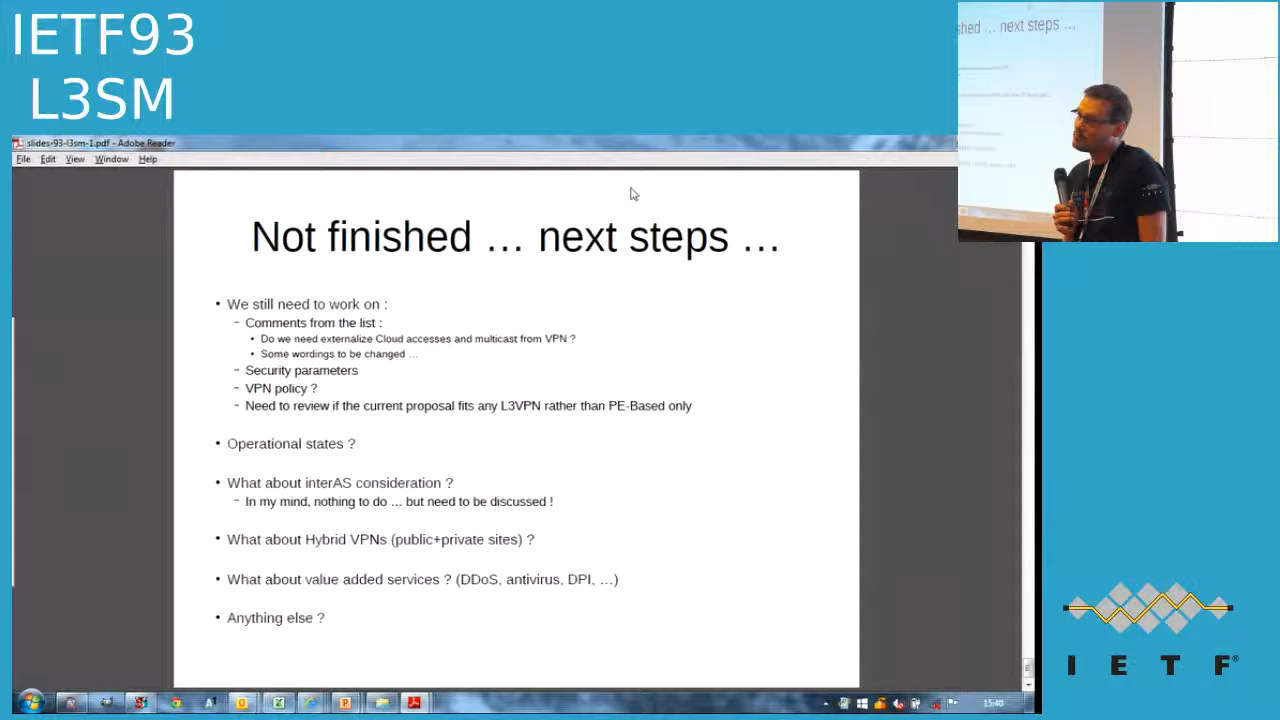 IETF93
L3SM
slides-93-l3sm-1.pdf - Adobe Reader
File Edit View Window Help
Not finished … next steps …
• We still need to work on :
– Comments from the list :
• Do we need externalize Cloud accesses and multicast from VPN ?
• Some wordings to be changed …
– Security parameters
– VPN policy ?
– Need to review if the current proposal fits any L3VPN rather than PE-Based only
• Operational states ?
• What about interAS consideration ?
– In my mind, nothing to do … but need to be discussed !
• What about Hybrid VPNs (public+private sites) ?
• What about value added services ? (DDoS, antivirus, DPI, …)
• Anything else ?
15:40
shed … next steps …
I E T F®